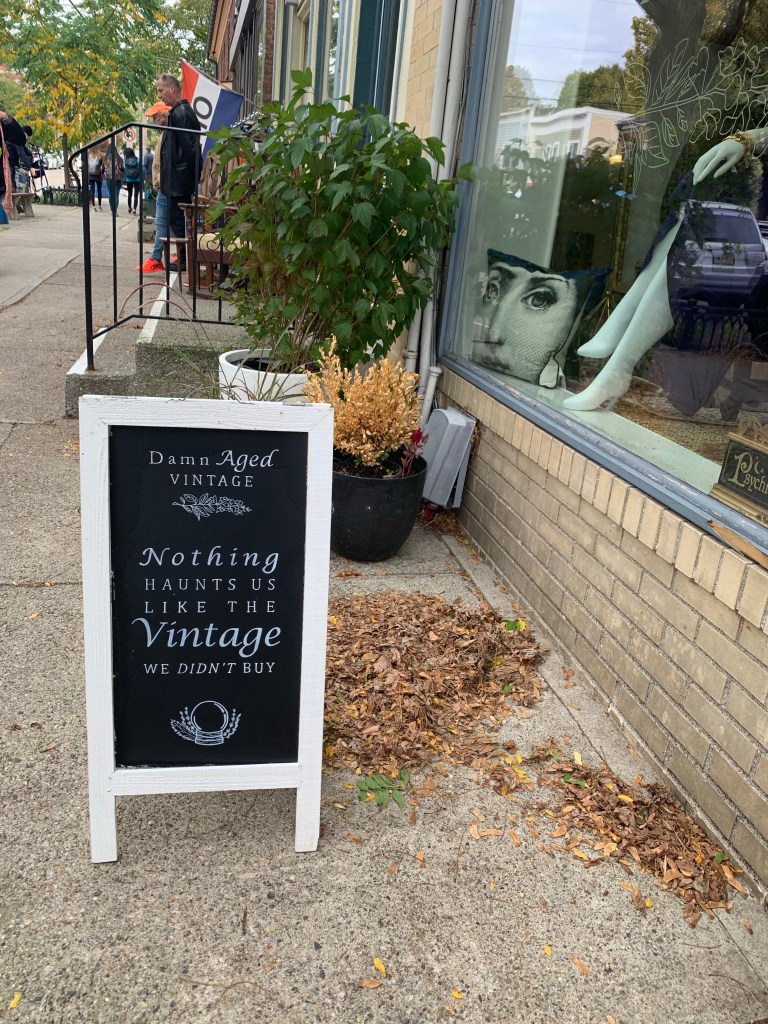 Damn Aged
VINTAGE
Nothing
HAUNTS US
LIKE THE
Vintage
WE DIDN'T BUY